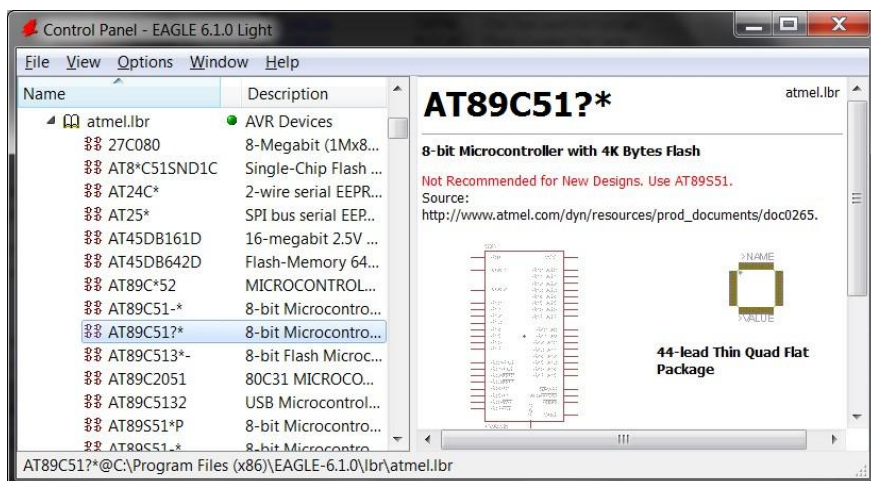 Control Panel - EAGLE 6.1.0 Light
File View Options Window Help
Name Description
atmel.lbr AVR Devices
27C080 8-Megabit (1Mx8...
AT8*C51SND1C Single-Chip Flash ...
AT24C* 2-wire serial EEPR...
AT25* SPI bus serial EEP...
AT45DB161D 16-megabit 2.5V ...
AT45DB642D Flash-Memory 64...
AT89C*52 MICROCONTROL...
AT89C51-* 8-bit Microcontro...
AT89C51?* 8-bit Microcontro...
AT89C513*- 8-bit Flash Microc...
AT89C2051 80C31 MICROCO...
AT89C5132 USB Microcontrol...
AT89S51*P 8-bit Microcontro...
AT89S51-* 8-bit Microcontro
AT89C51?* atmel.lbr
8-bit Microcontroller with 4K Bytes Flash
Not Recommended for New Designs. Use AT89S51.
Source:
http://www.atmel.com/dyn/resources/prod_documents/doc0265.
>NAME
>VALUE
44-lead Thin Quad Flat
Package
AT89C51?*@C:\Program Files (x86)\EAGLE-6.1.0\lbr\atmel.lbr